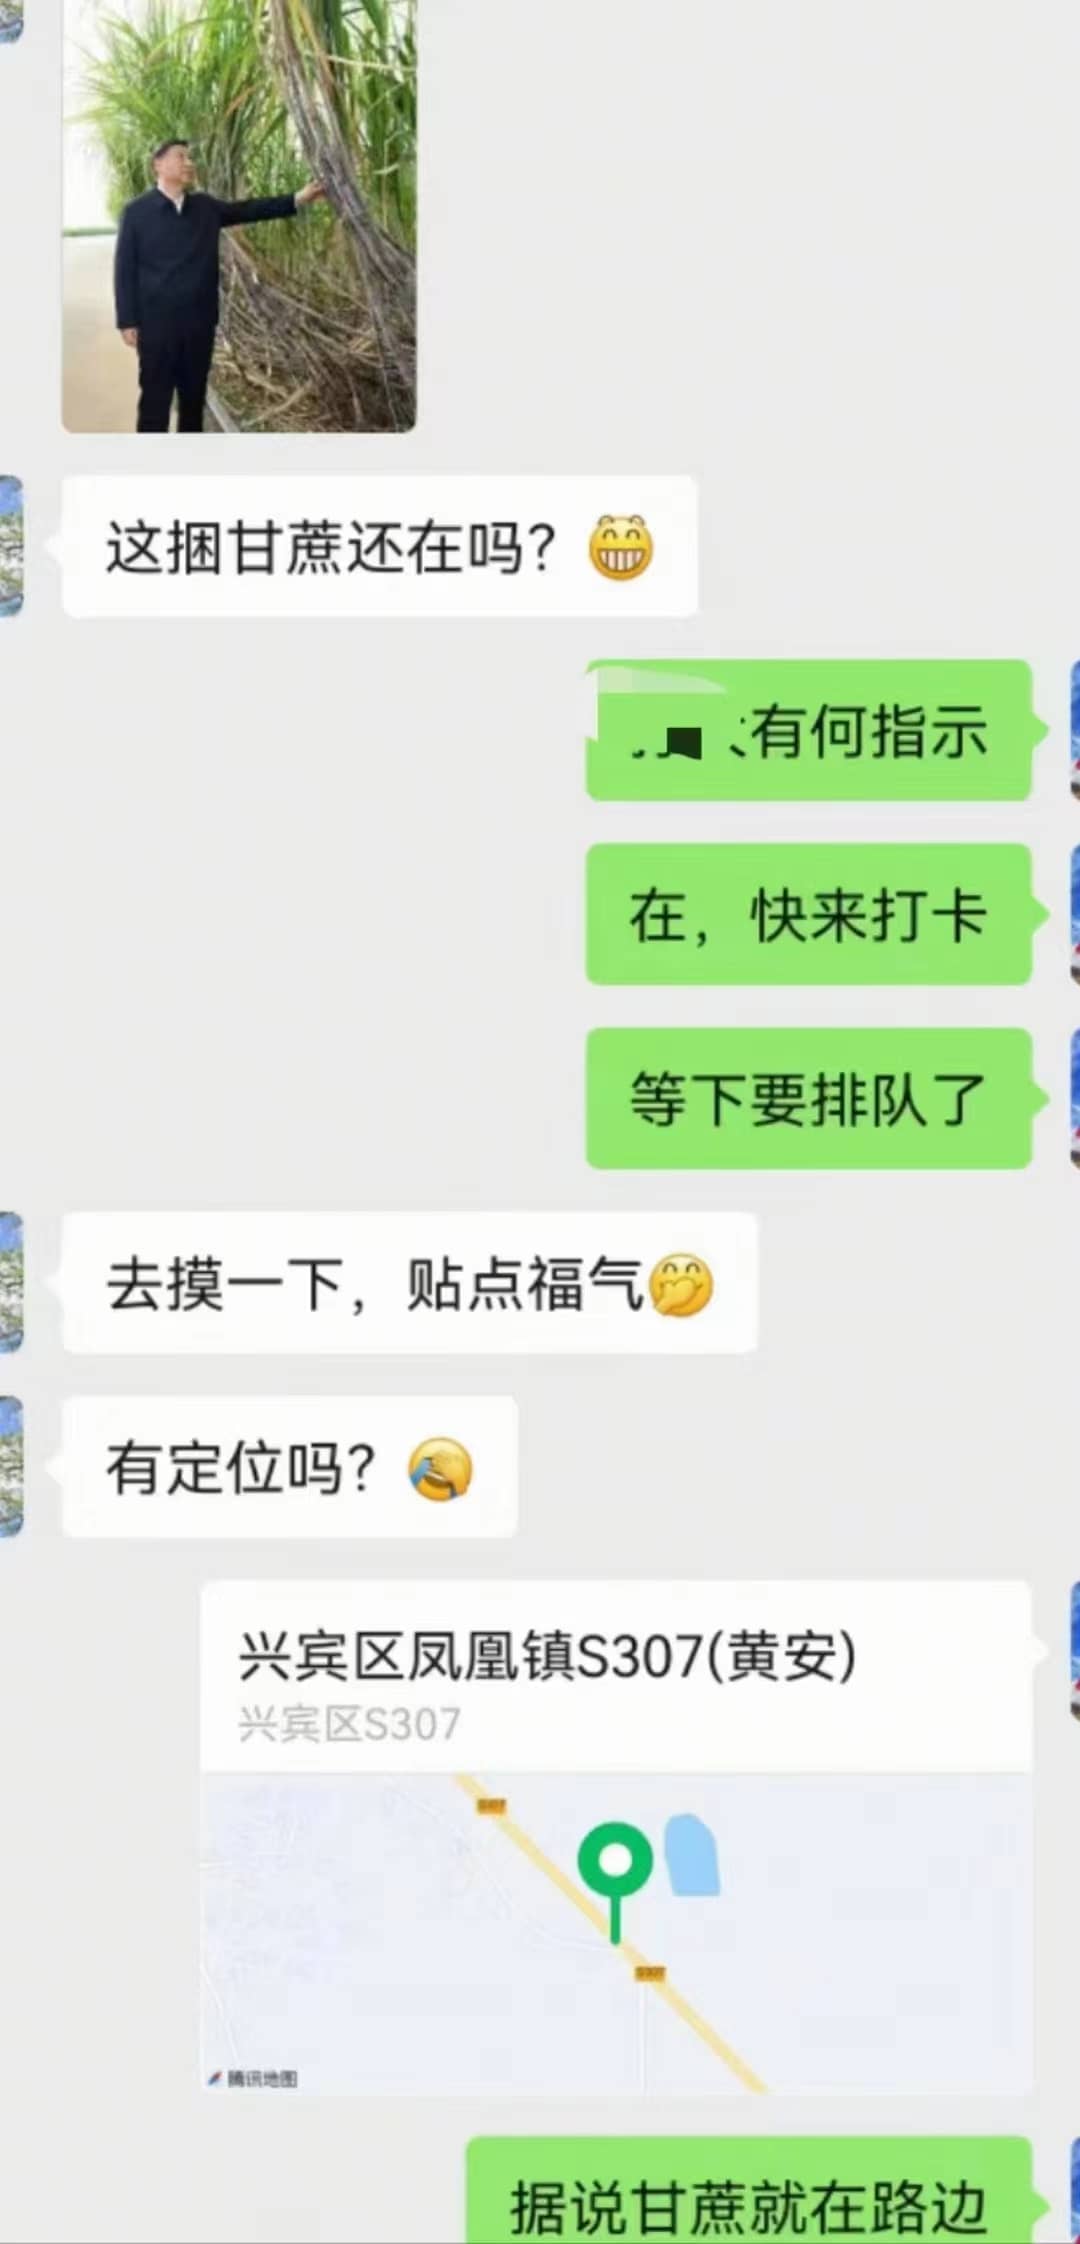 这捆甘蔗还在吗？😁
有何指示
在，快来打卡
等下要排队了
去摸一下，贴点福气🤭
有定位吗？🤦
兴宾区凤凰镇S307(黄安)
兴宾区S307
S307
S307
腾讯地图
据说甘蔗就在路边